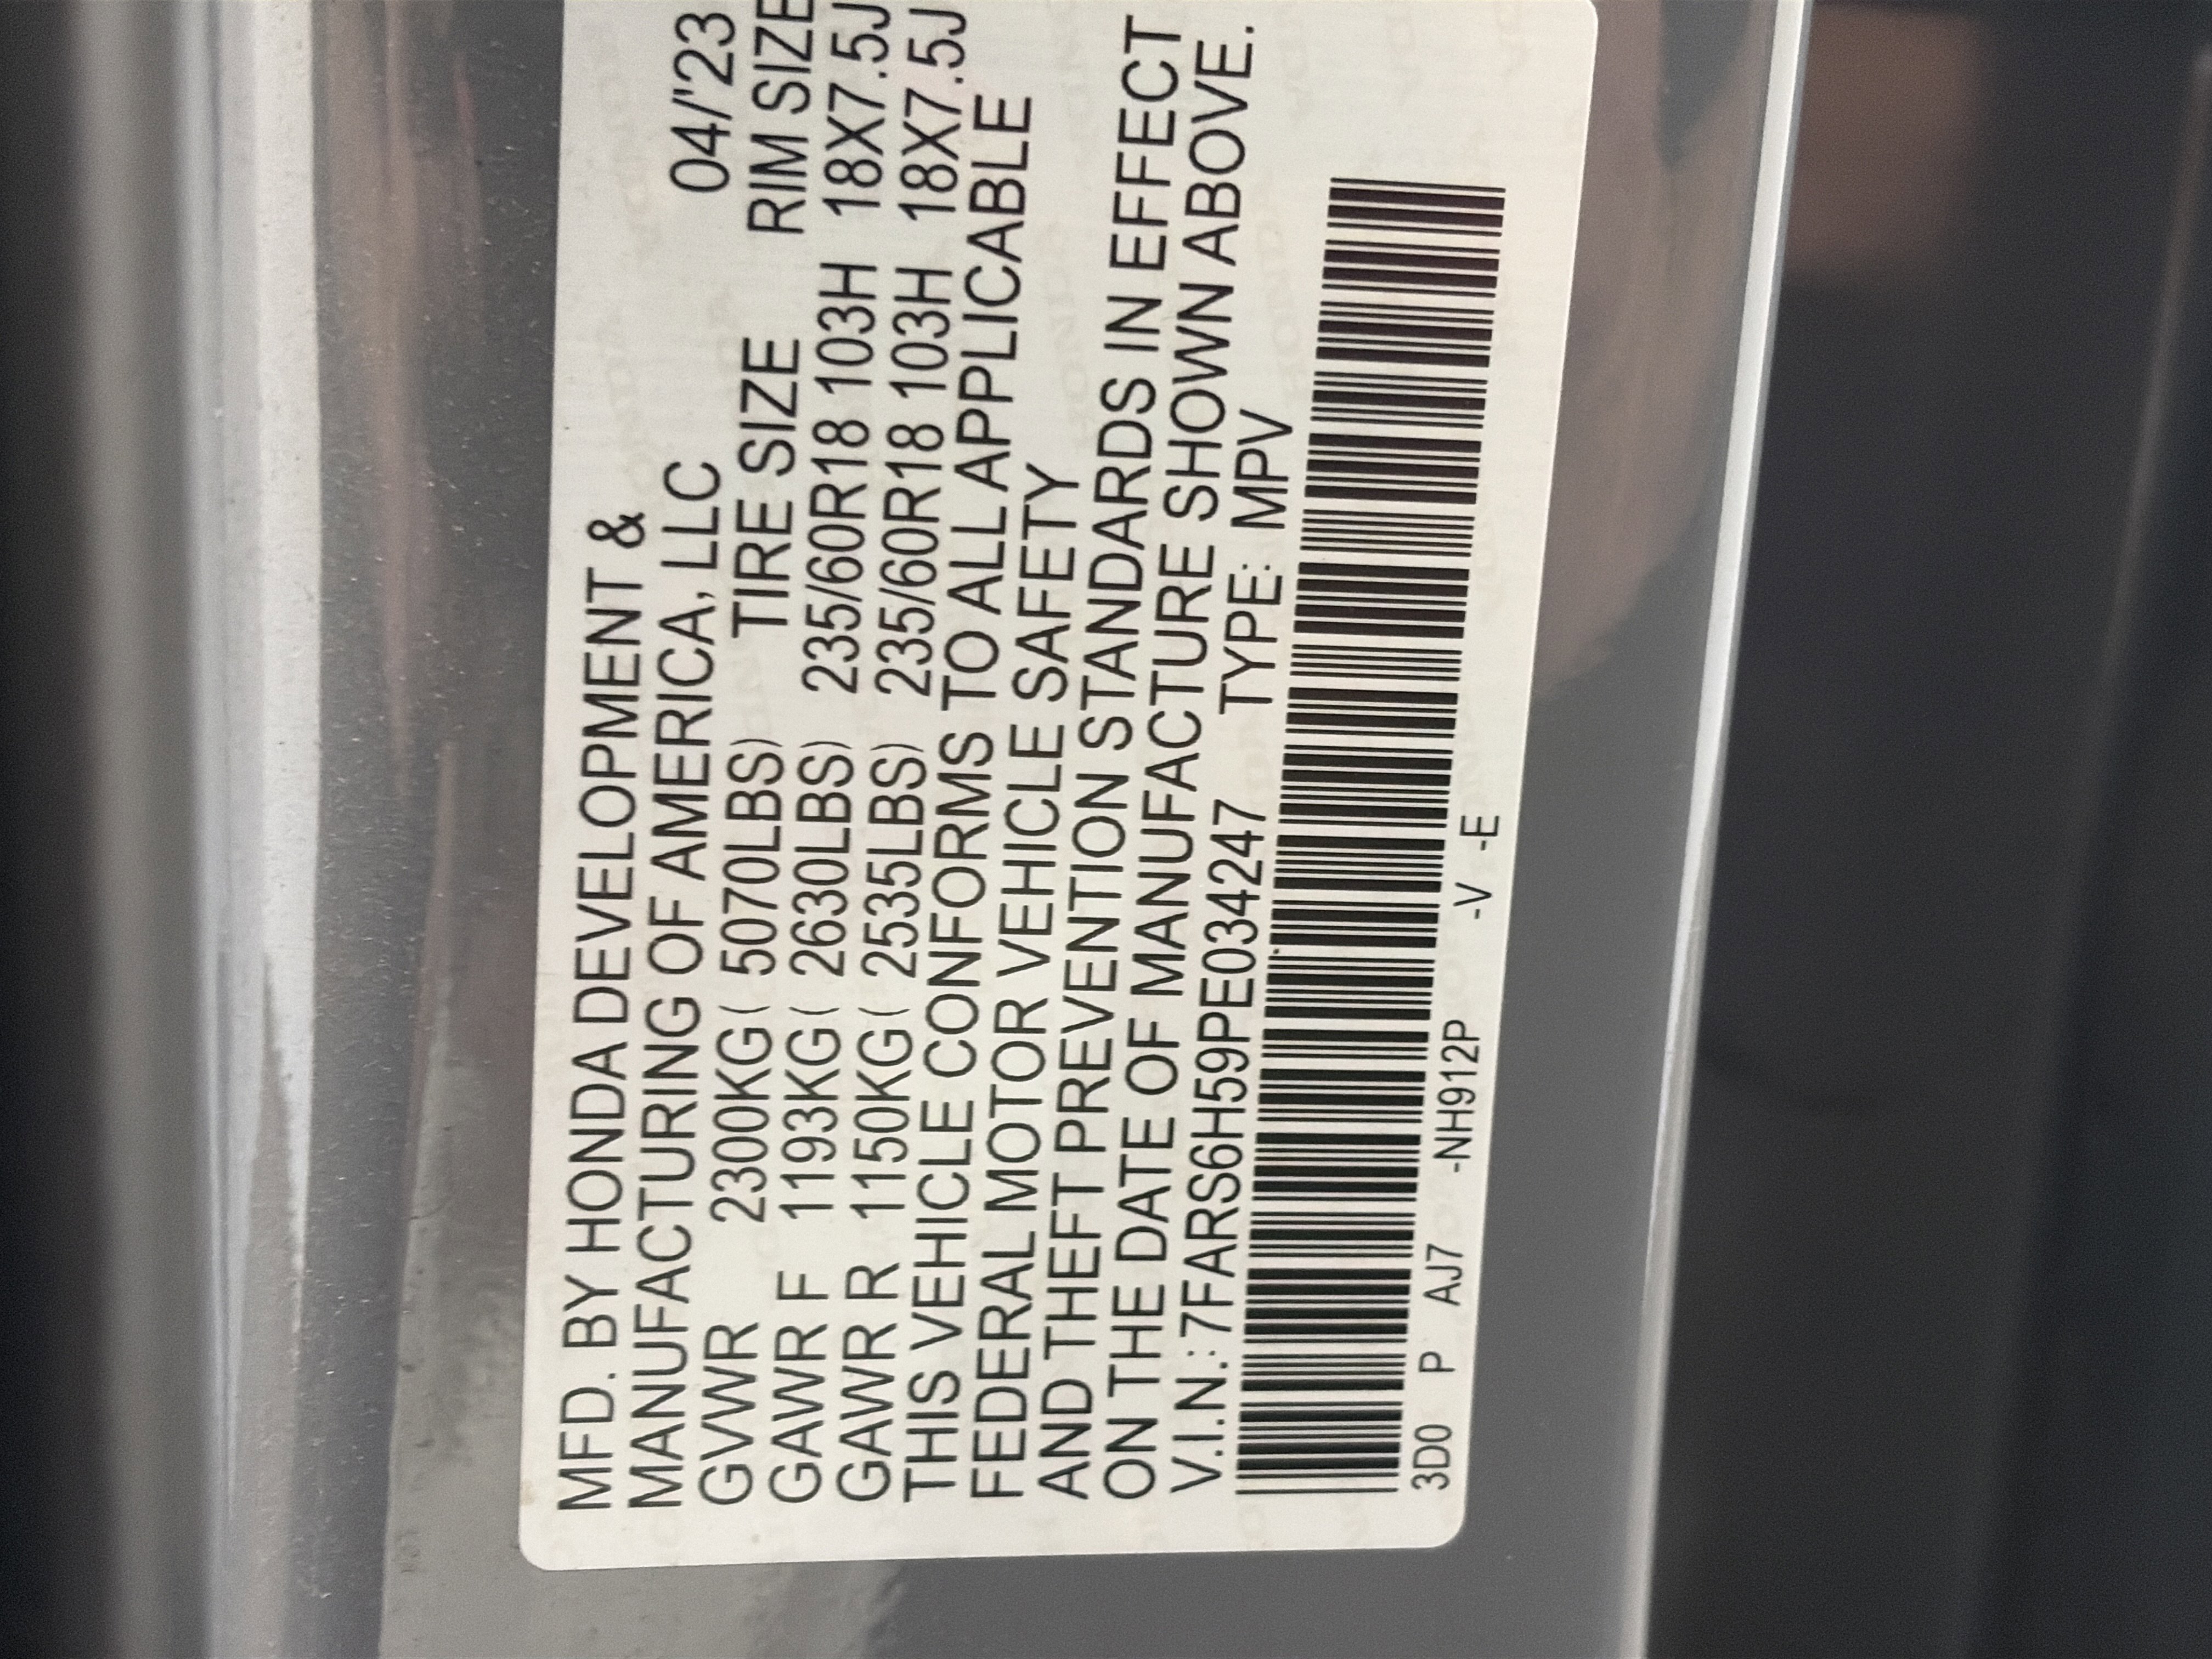 MFD. BY HONDA DEVELOPMENT &
MANUFACTURING OF AMERICA, LLC 04/'23
GVWR 2300KG( 5070LBS) TIRE SIZE RIM SIZE
GAWR F 1193KG( 2630LBS) 235/60R18 103H 18X7.5J
GAWR R 1150KG( 2535LBS) 235/60R18 103H 18X7.5J
THIS VEHICLE CONFORMS TO ALL APPLICABLE
FEDERAL MOTOR VEHICLE SAFETY
AND THEFT PREVENTION STANDARDS IN EFFECT
ON THE DATE OF MANUFACTURE SHOWN ABOVE.
V.I.N.: 7FARS6H59PE034247 TYPE: MPV
3D0 P AJ7 -NH912P -V -E